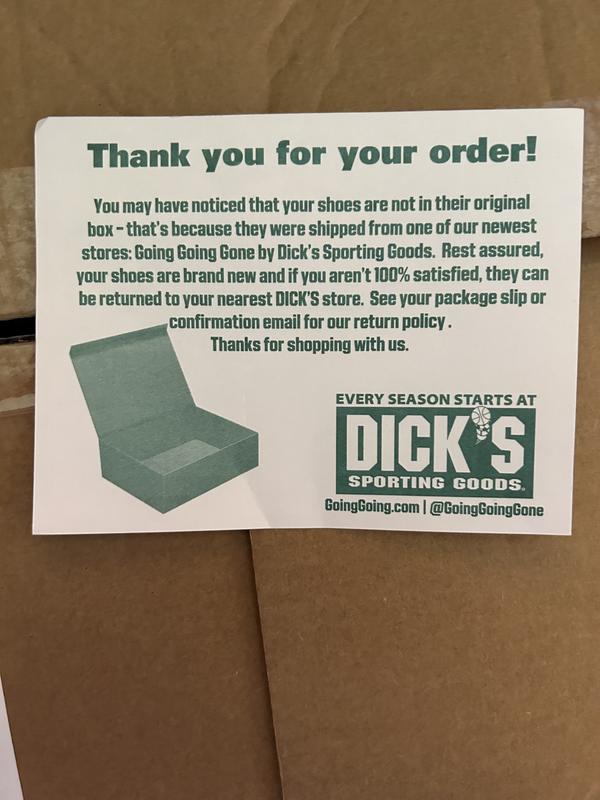 Thank you for your order!
You may have noticed that your shoes are not in their original
box – that's because they were shipped from one of our newest
stores: Going Going Gone by Dick's Sporting Goods. Rest assured,
your shoes are brand new and if you aren't 100% satisfied, they can
be returned to your nearest DICK'S store. See your package slip or
confirmation email for our return policy .
Thanks for shopping with us.
EVERY SEASON STARTS AT
DICK'S
SPORTING GOODS.
GoingGoing.com | @GoingGoingGone